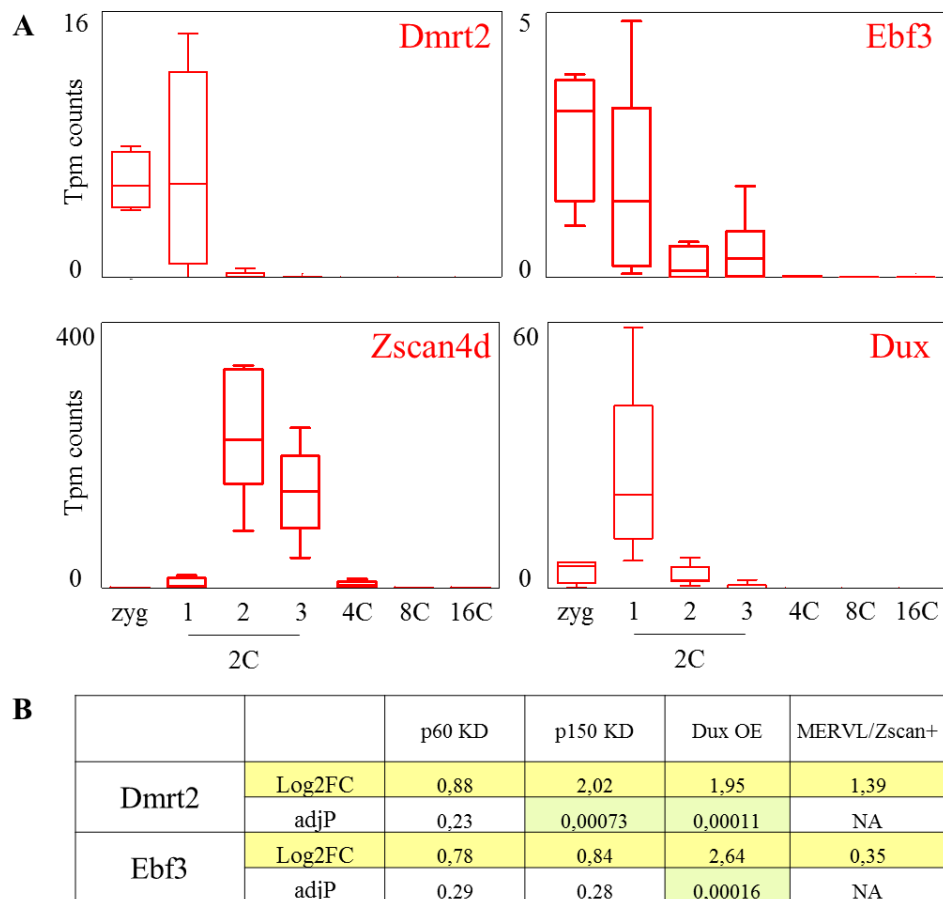 A
16
Dmrt2
Tpm counts
0
5
Ebf3
0
400
Zscan4d
Tpm counts
0
60
Dux
0
zyg 1 2 3 4C 8C 16C
2C
zyg 1 2 3 4C 8C 16C
2C
B
p60 KD p150 KD Dux OE MERVL/Zscan+
Dmrt2 Log2FC 0,88 2,02 1,95 1,39
adjP 0,23 0,00073 0,00011 NA
Ebf3 Log2FC 0,78 0,84 2,64 0,35
adjP 0,29 0,28 0,00016 NA